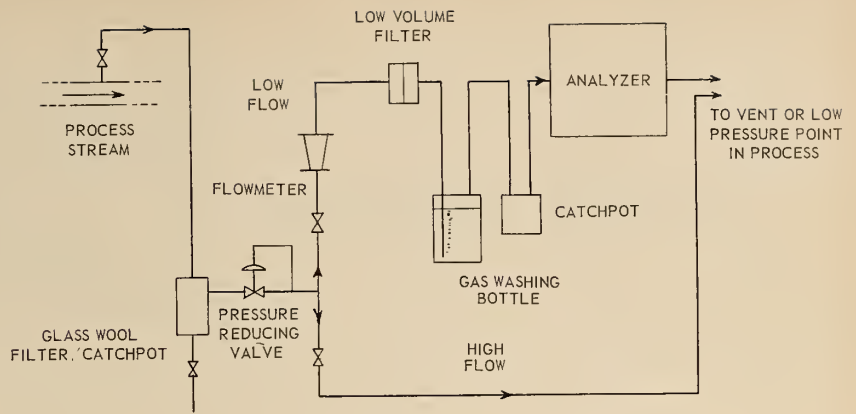 LOW VOLUME
FILTER
LOW
FLOW
ANALYZER
PROCESS
STREAM
TO VENT OR LOW
PRESSURE POINT
IN PROCESS
FLOWMETER
CATCHPOT
GAS WASHING
BOTTLE
GLASS WOOL
FILTER/CATCHPOT
PRESSURE
REDUCING
VALVE
HIGH
FLOW